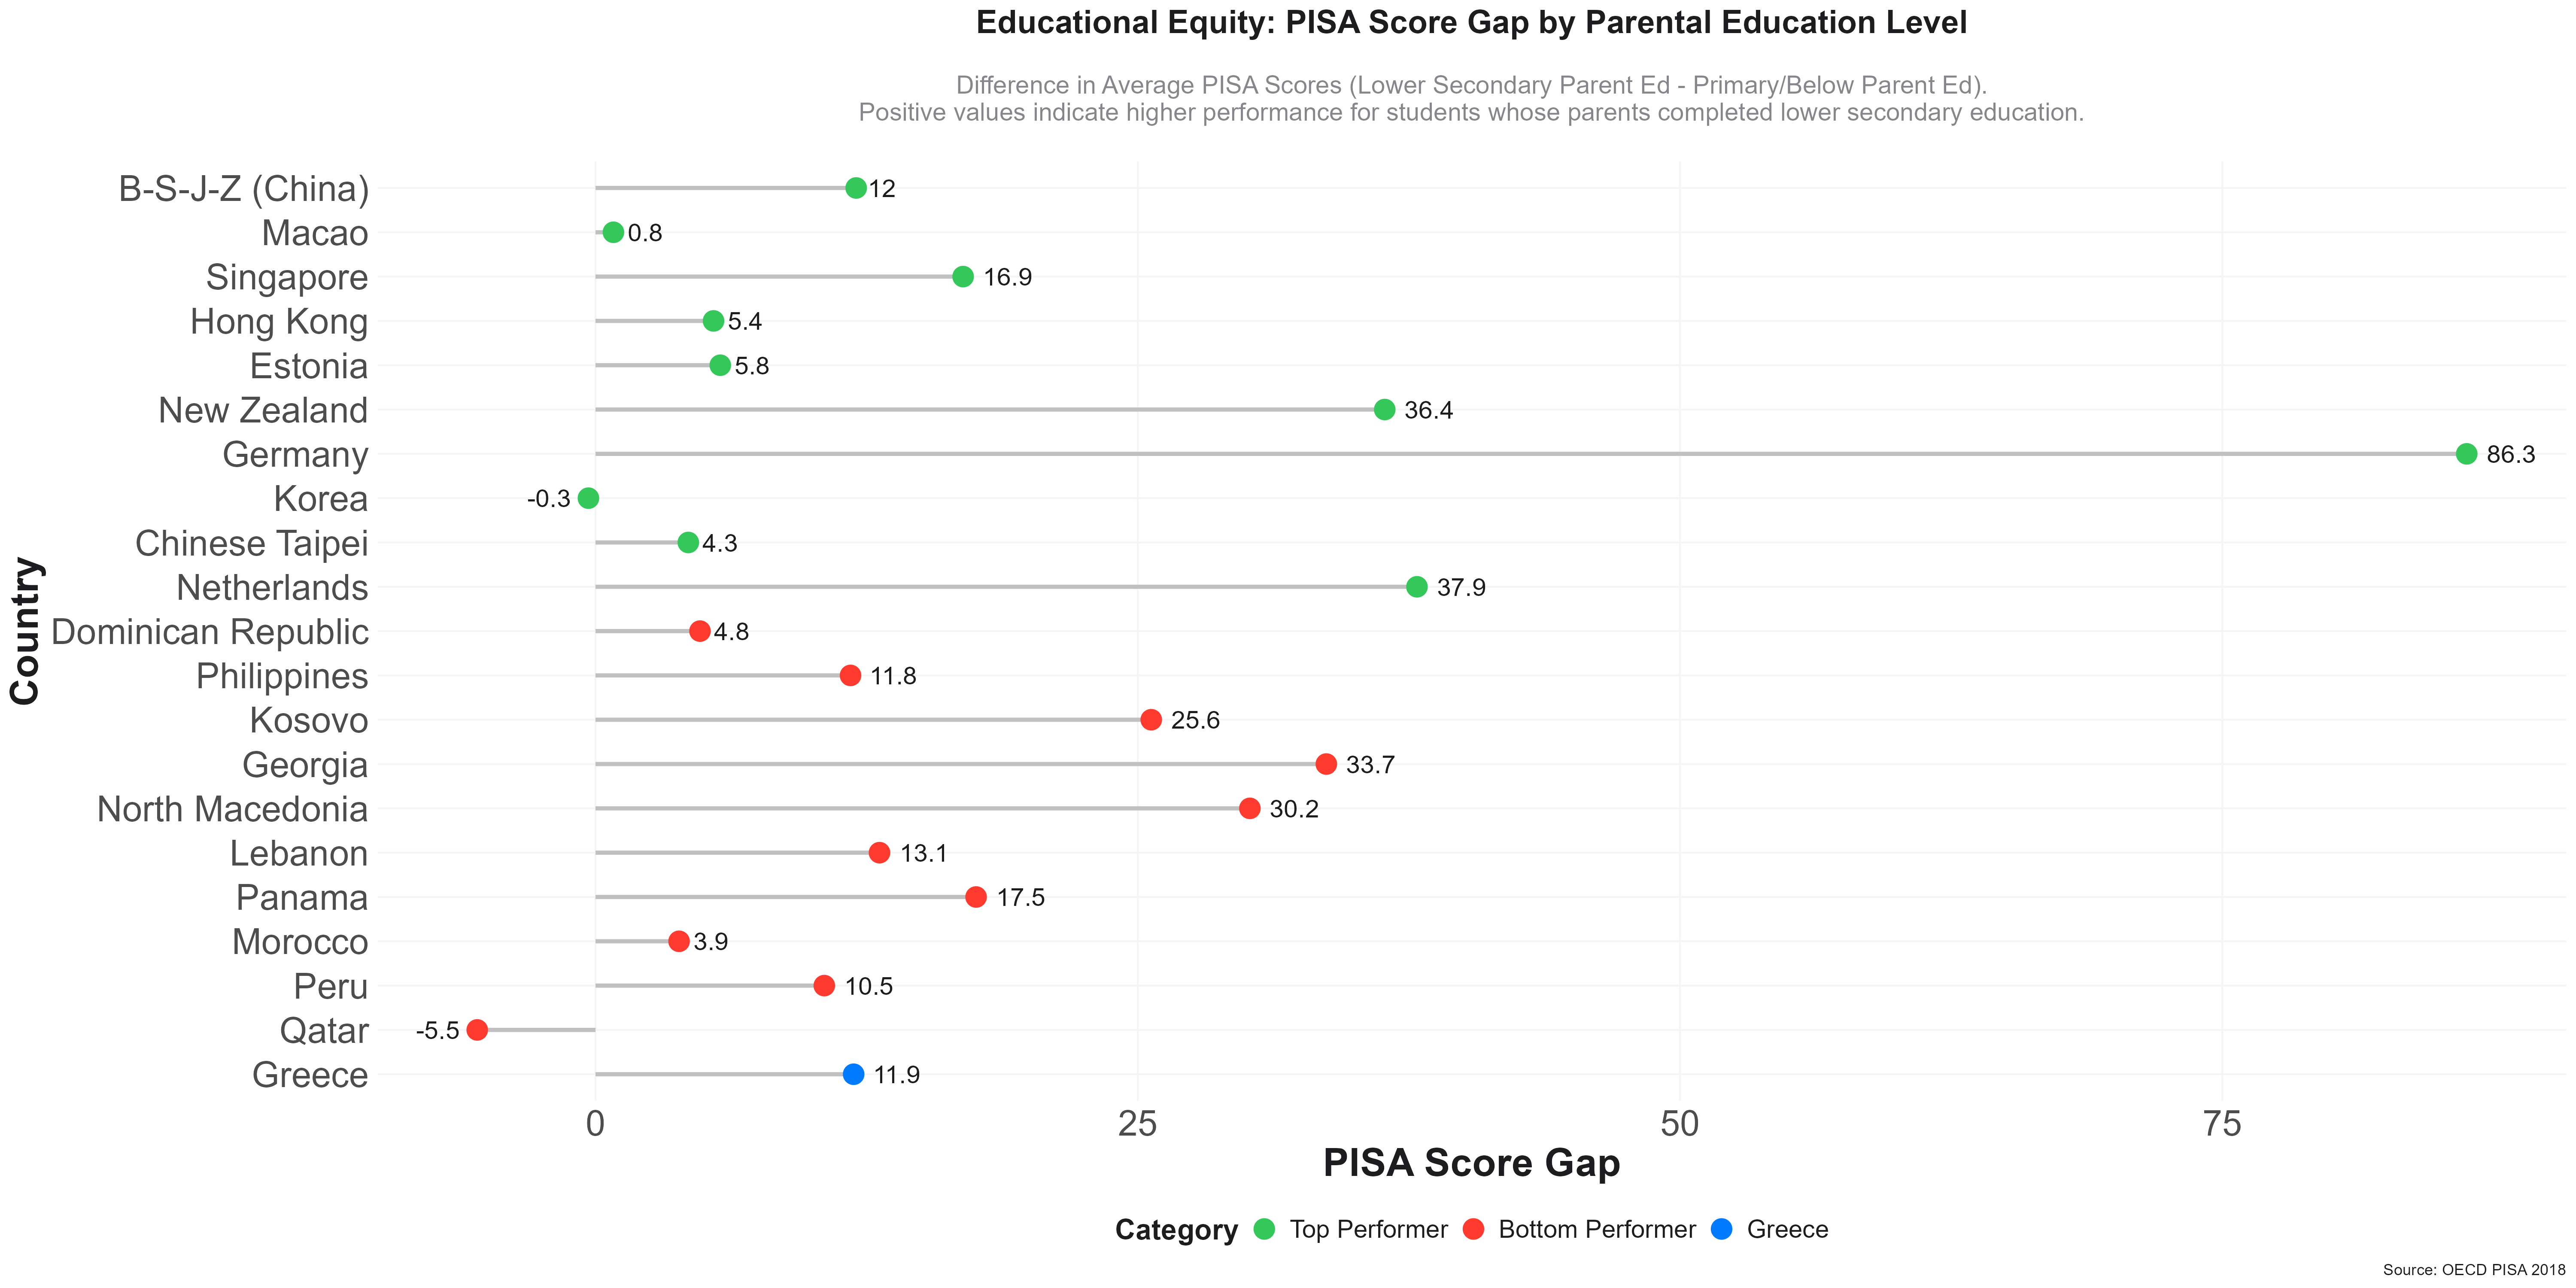 Educational Equity: PISA Score Gap by Parental Education Level
Difference in Average PISA Scores (Lower Secondary Parent Ed - Primary/Below Parent Ed).
Positive values indicate higher performance for students whose parents completed lower secondary education.
Country
B-S-J-Z (China) 12
Macao 0.8
Singapore 16.9
Hong Kong 5.4
Estonia 5.8
New Zealand 36.4
Germany 86.3
Korea -0.3
Chinese Taipei 4.3
Netherlands 37.9
Dominican Republic 4.8
Philippines 11.8
Kosovo 25.6
Georgia 33.7
North Macedonia 30.2
Lebanon 13.1
Panama 17.5
Morocco 3.9
Peru 10.5
Qatar -5.5
Greece 11.9
0 25 50 75
PISA Score Gap
Category Top Performer Bottom Performer Greece
Source: OECD PISA 2018